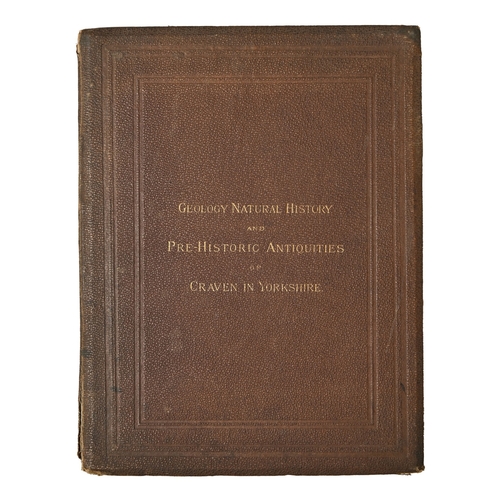 Geology Natural History
and
Pre-Historic Antiquities
of
Craven in Yorkshire.